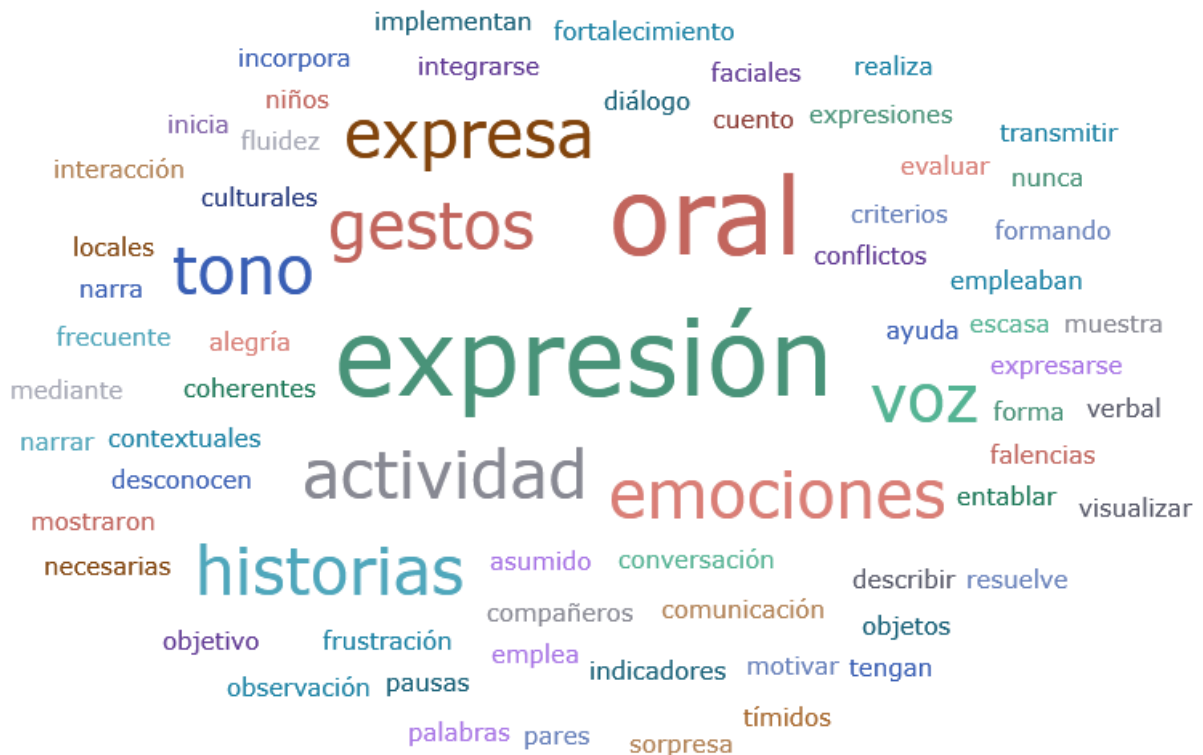 implementan
fortalecimiento
incorpora
integrarse
faciales
realiza
niños
diálogo
inicia
fluidez
expresa
cuento
expresiones
transmitir
interacción
evaluar
nunca
culturales
gestos
oral
criterios
formando
locales
tono
conflictos
narra
empleaban
frecuente
alegría
expresión
ayuda
escasa
muestra
expresarse
mediante
coherentes
voz
forma
verbal
narrar
contextuales
falencias
desconocen
actividad
emociones
entablar
visualizar
mostraron
necesarias
historias
asumido
conversación
describir
resuelve
compañeros
comunicación
objetos
objetivo
frustración
emplea
indicadores
motivar
tengan
observación
pausas
tímidos
palabras
pares
sorpresa